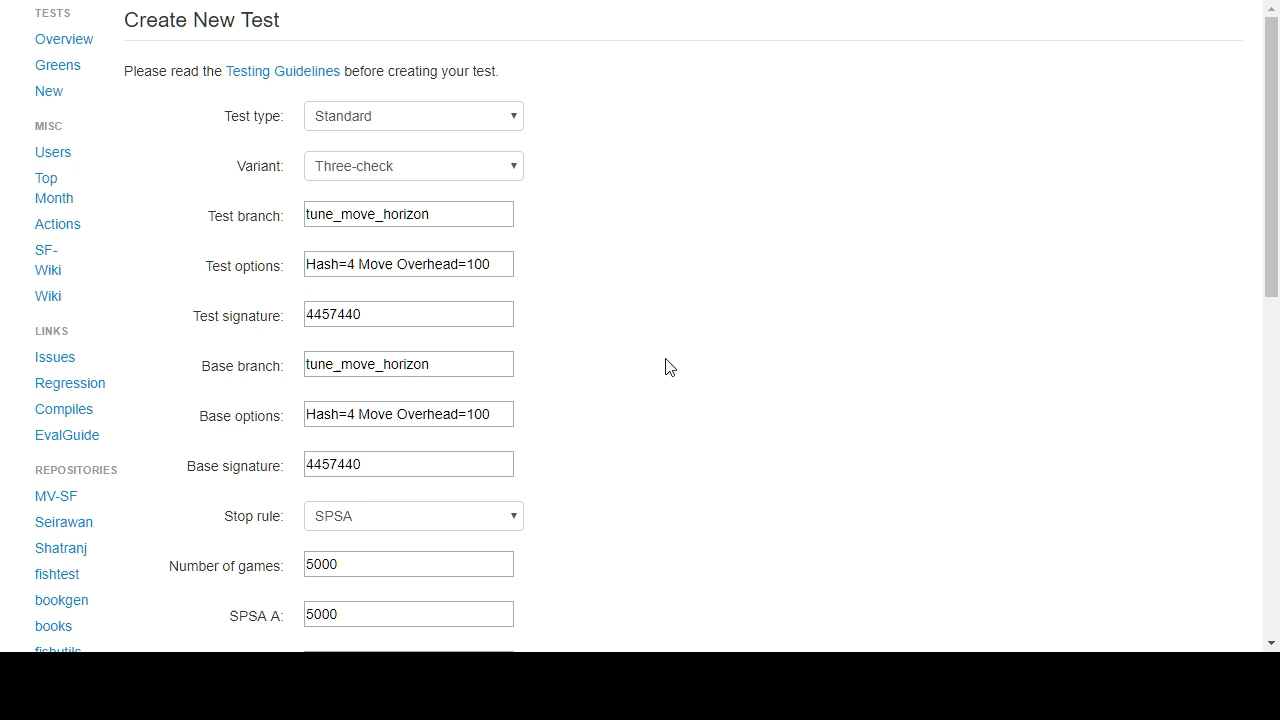 TESTS
Overview
Greens
New
MISC
Users
Top
Month
Actions
SF-
Wiki
Wiki
LINKS
Issues
Regression
Compiles
EvalGuide
REPOSITORIES
MV-SF
Seirawan
Shatranj
fishtest
bookgen
books
fishutils
Create New Test
Please read the Testing Guidelines before creating your test.
Test type: Standard
Variant: Three-check
Test branch: tune_move_horizon
Test options: Hash=4 Move Overhead=100
Test signature: 4457440
Base branch: tune_move_horizon
Base options: Hash=4 Move Overhead=100
Base signature: 4457440
Stop rule: SPSA
Number of games: 5000
SPSA A: 5000